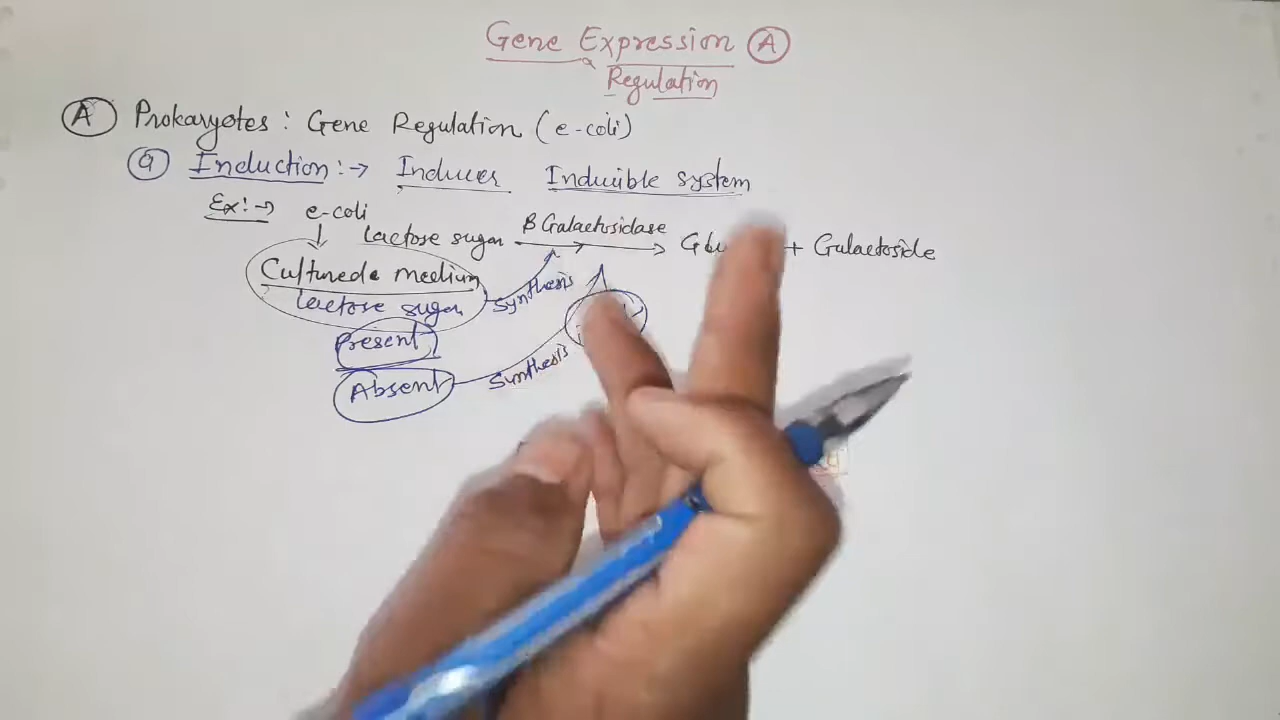 Gene Expression A
Regulation
A Prokaryotes : Gene Regulation (e-coli)
a Induction :→ Inducer Inducible system
Ex:→ e-coli
Lactose sugar β Galactosidase → + Galactoside
Cultured medium
Lactose sugar Synthesis
Present
Absent Synthesis